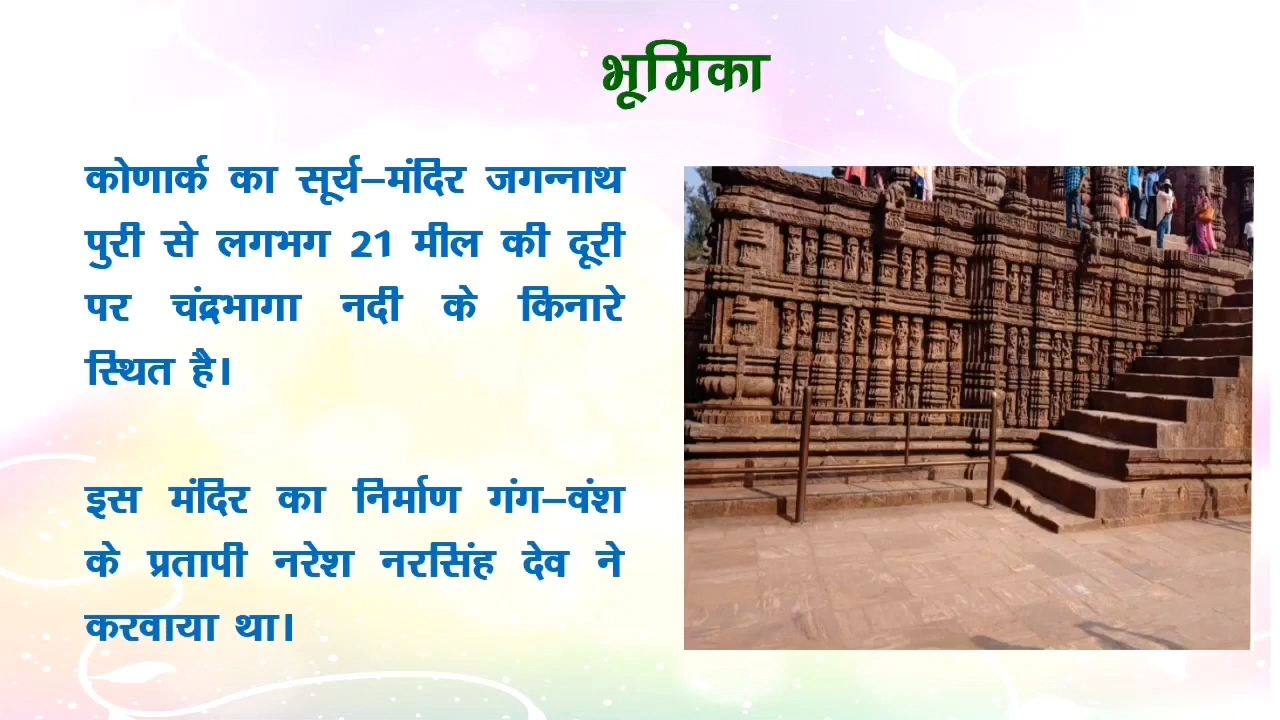 भूमिका
कोणार्क का सूर्य–मंदिर जगन्नाथ
पुरी से लगभग 21 मील की दूरी
पर चंद्रभागा नदी के किनारे
स्थित है।
इस मंदिर का निर्माण गंग–वंश
के प्रतापी नरेश नरसिंह देव ने
करवाया था।